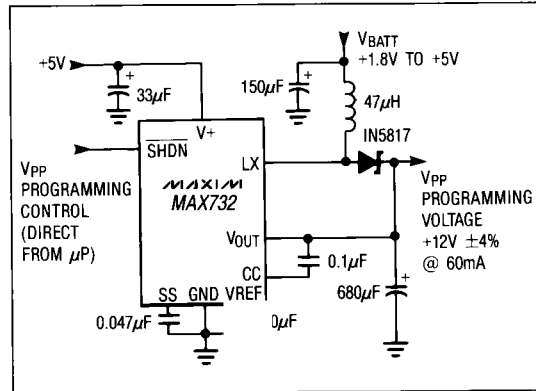 VBATT
+1.8V TO +5V
+5V
33µF
150µF
47µH
V+
IN5817
SHDN
LX
MAXIM
MAX732
VPP
PROGRAMMING
CONTROL
(DIRECT
FROM µP)
VPP
PROGRAMMING
VOLTAGE
+12V ±4%
@ 60mA
VOUT
0.1µF
CC
680µF
SS GND VREF
0.047µF